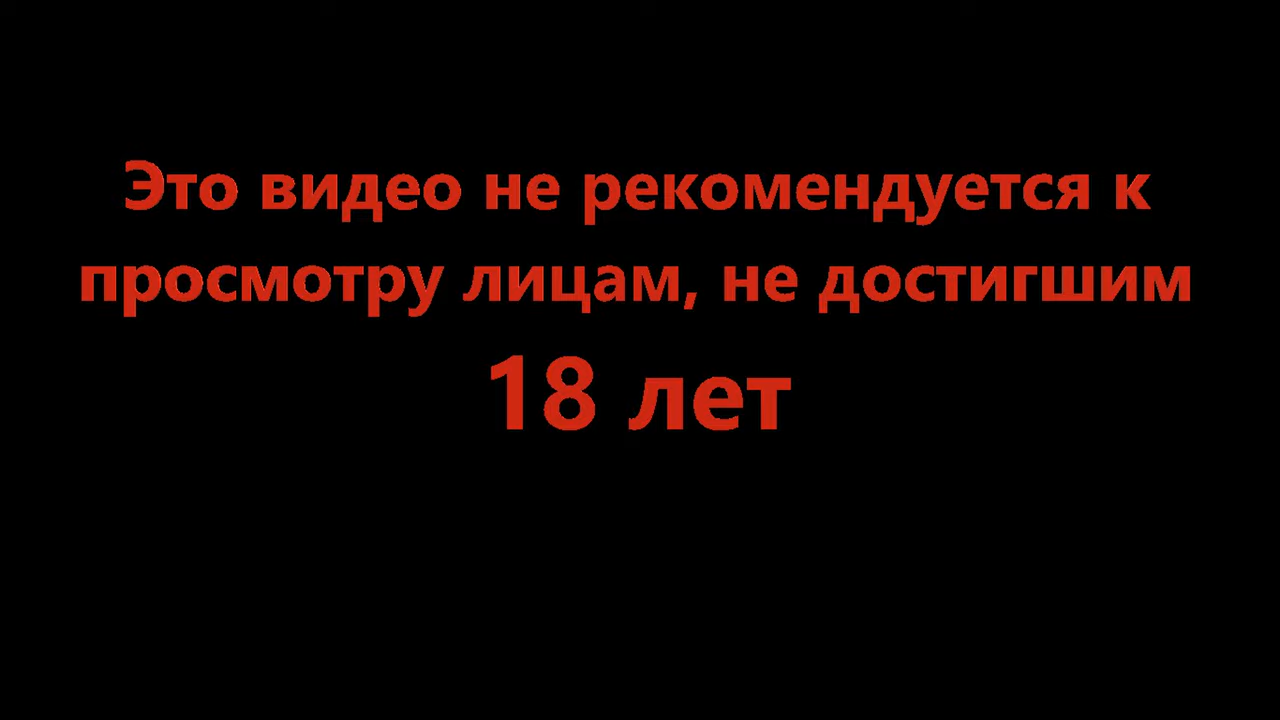 Это видео не рекомендуется к
просмотру лицам, не достигшим
18 лет